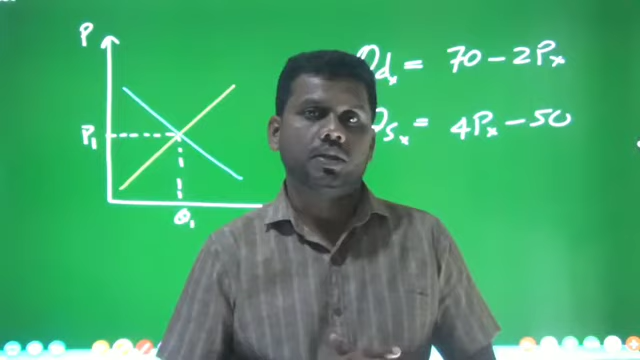 P
P₁
Q₁
Qdₓ = 70 - 2Pₓ
Qsₓ = 4Pₓ - 50